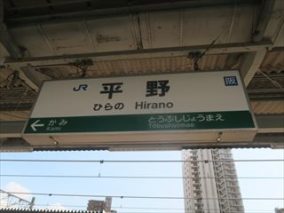 JR 平野 阪
ひらの Hirano
かみ とうぶしじょうまえ
Kami Tōbushijōmae